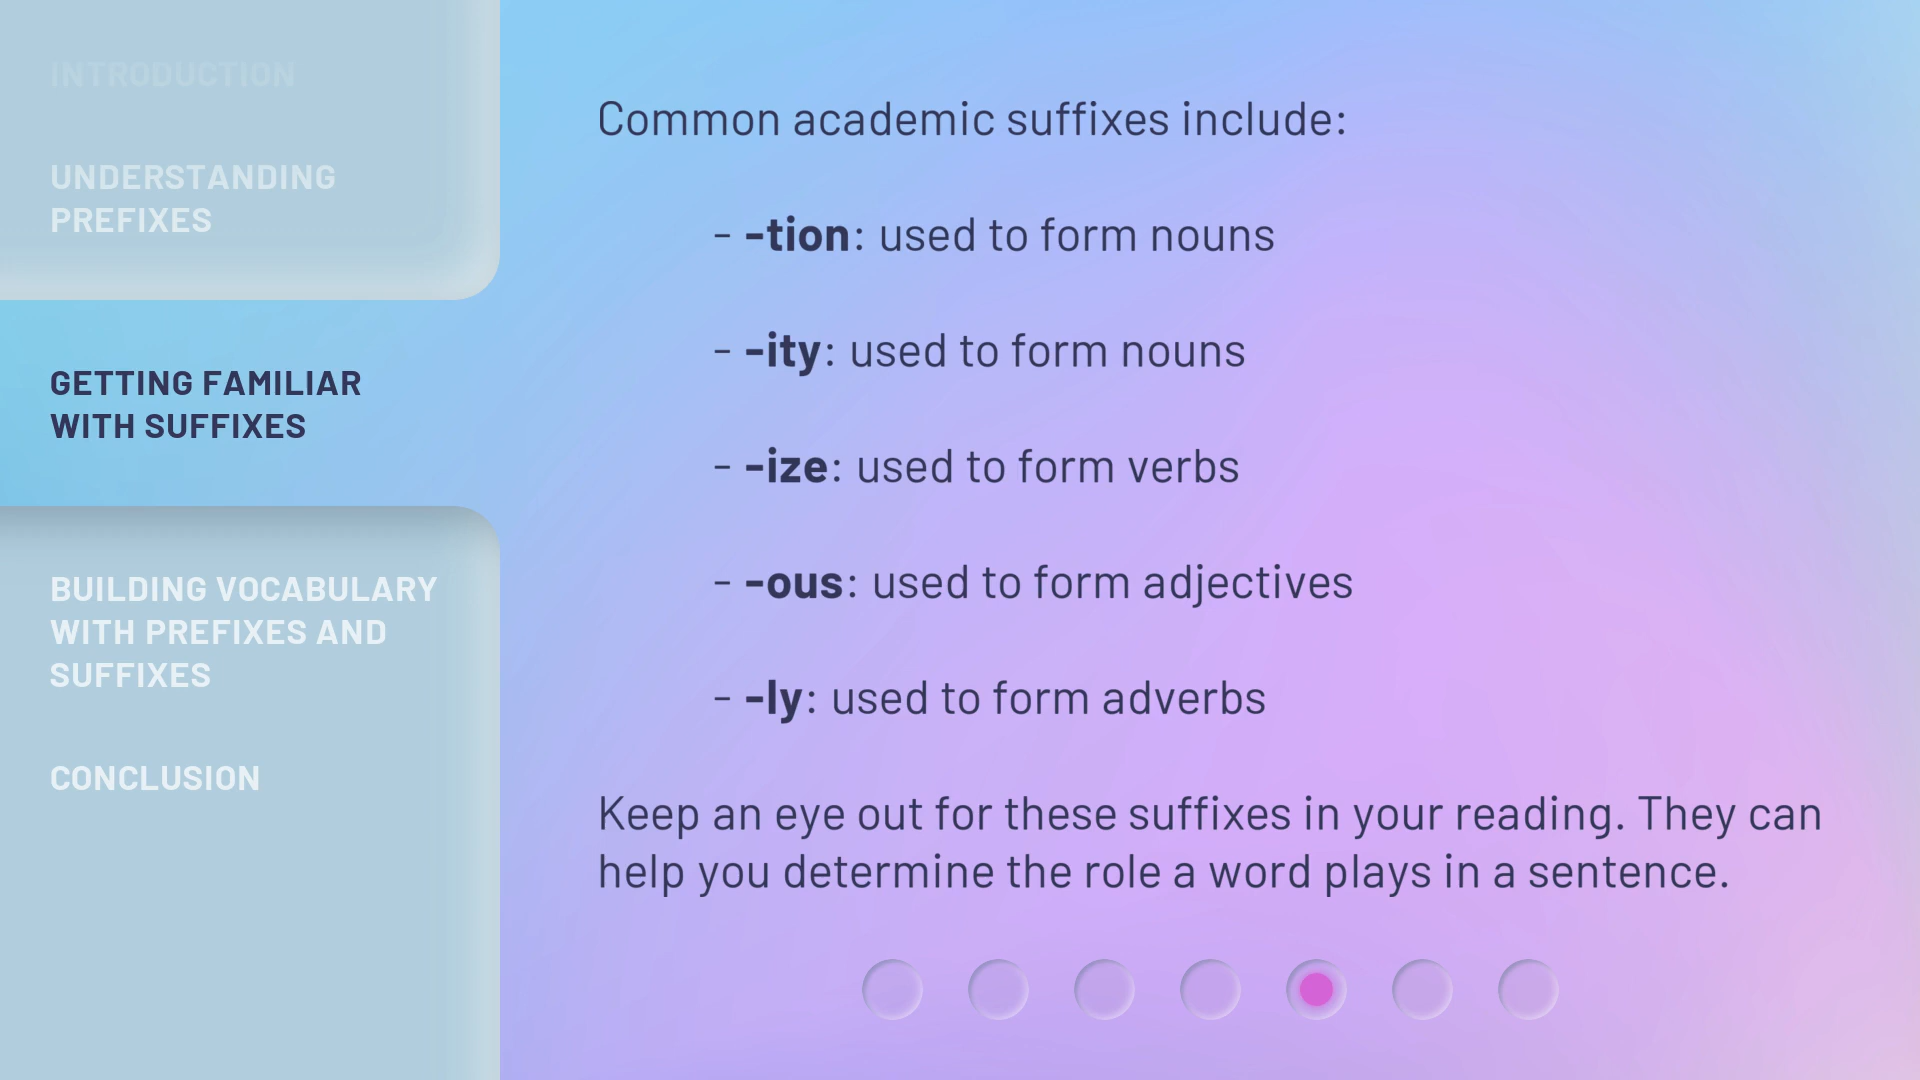 INTRODUCTION
UNDERSTANDING
PREFIXES
GETTING FAMILIAR
WITH SUFFIXES
BUILDING VOCABULARY
WITH PREFIXES AND
SUFFIXES
CONCLUSION
Common academic suffixes include:
- -tion: used to form nouns
- -ity: used to form nouns
- -ize: used to form verbs
- -ous: used to form adjectives
- -ly: used to form adverbs
Keep an eye out for these suffixes in your reading. They can
help you determine the role a word plays in a sentence.